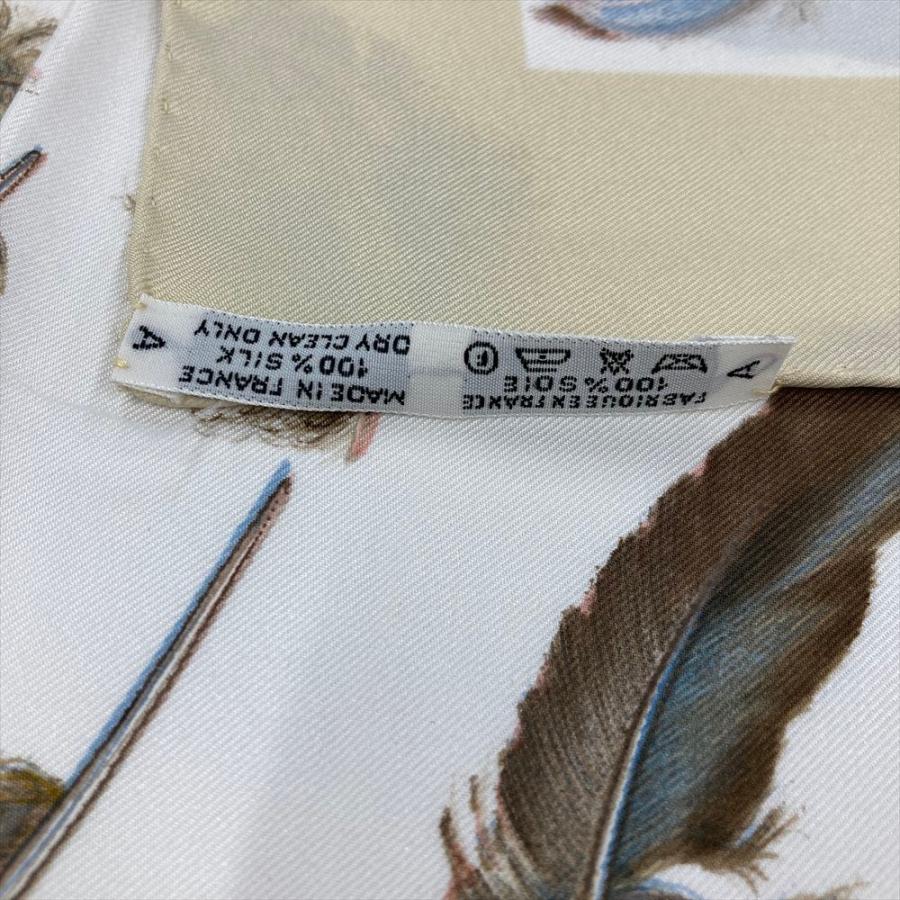 A
FABRIQUE EN FRANCE
100% SOIE
F
MADE IN FRANCE
100% SILK
DRY CLEAN ONLY
A